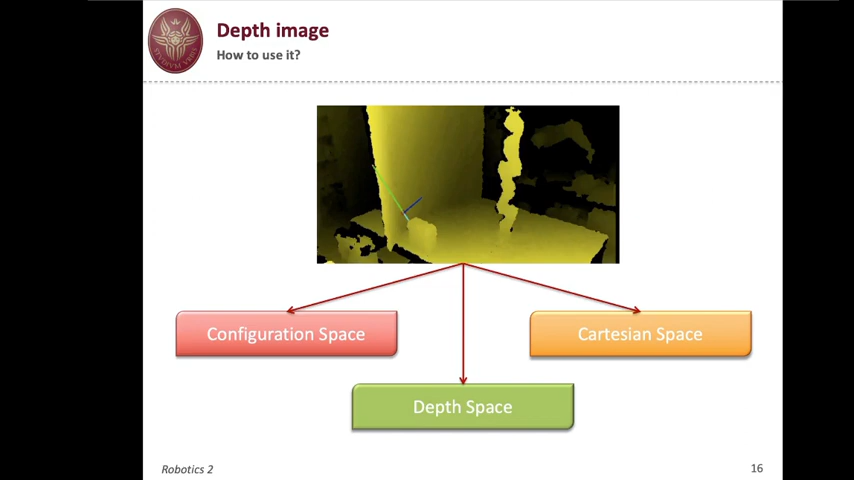 Depth image
How to use it?
Configuration Space
Cartesian Space
Depth Space
Robotics 2
16